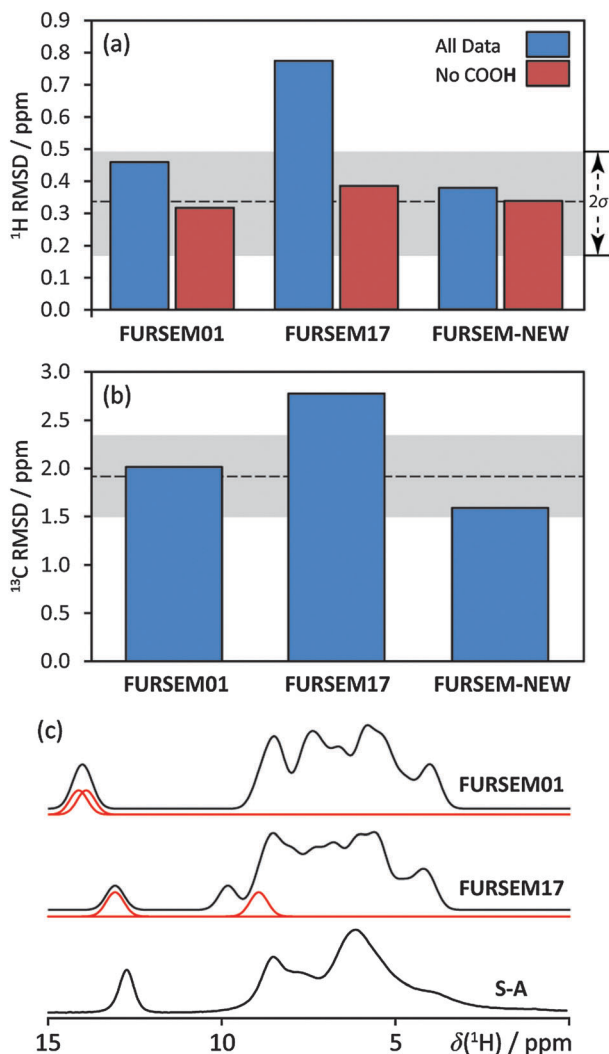 (a)
All Data
No COOH
¹H RMSD / ppm
0.9
0.8
0.7
0.6
0.5
0.4
0.3
0.2
0.1
0.0
2σ
FURSEM01 FURSEM17 FURSEM-NEW
(b)
¹³C RMSD / ppm
3.0
2.5
2.0
1.5
1.0
0.5
0.0
FURSEM01 FURSEM17 FURSEM-NEW
(c)
FURSEM01
FURSEM17
S-A
15 10 5
δ(¹H) / ppm